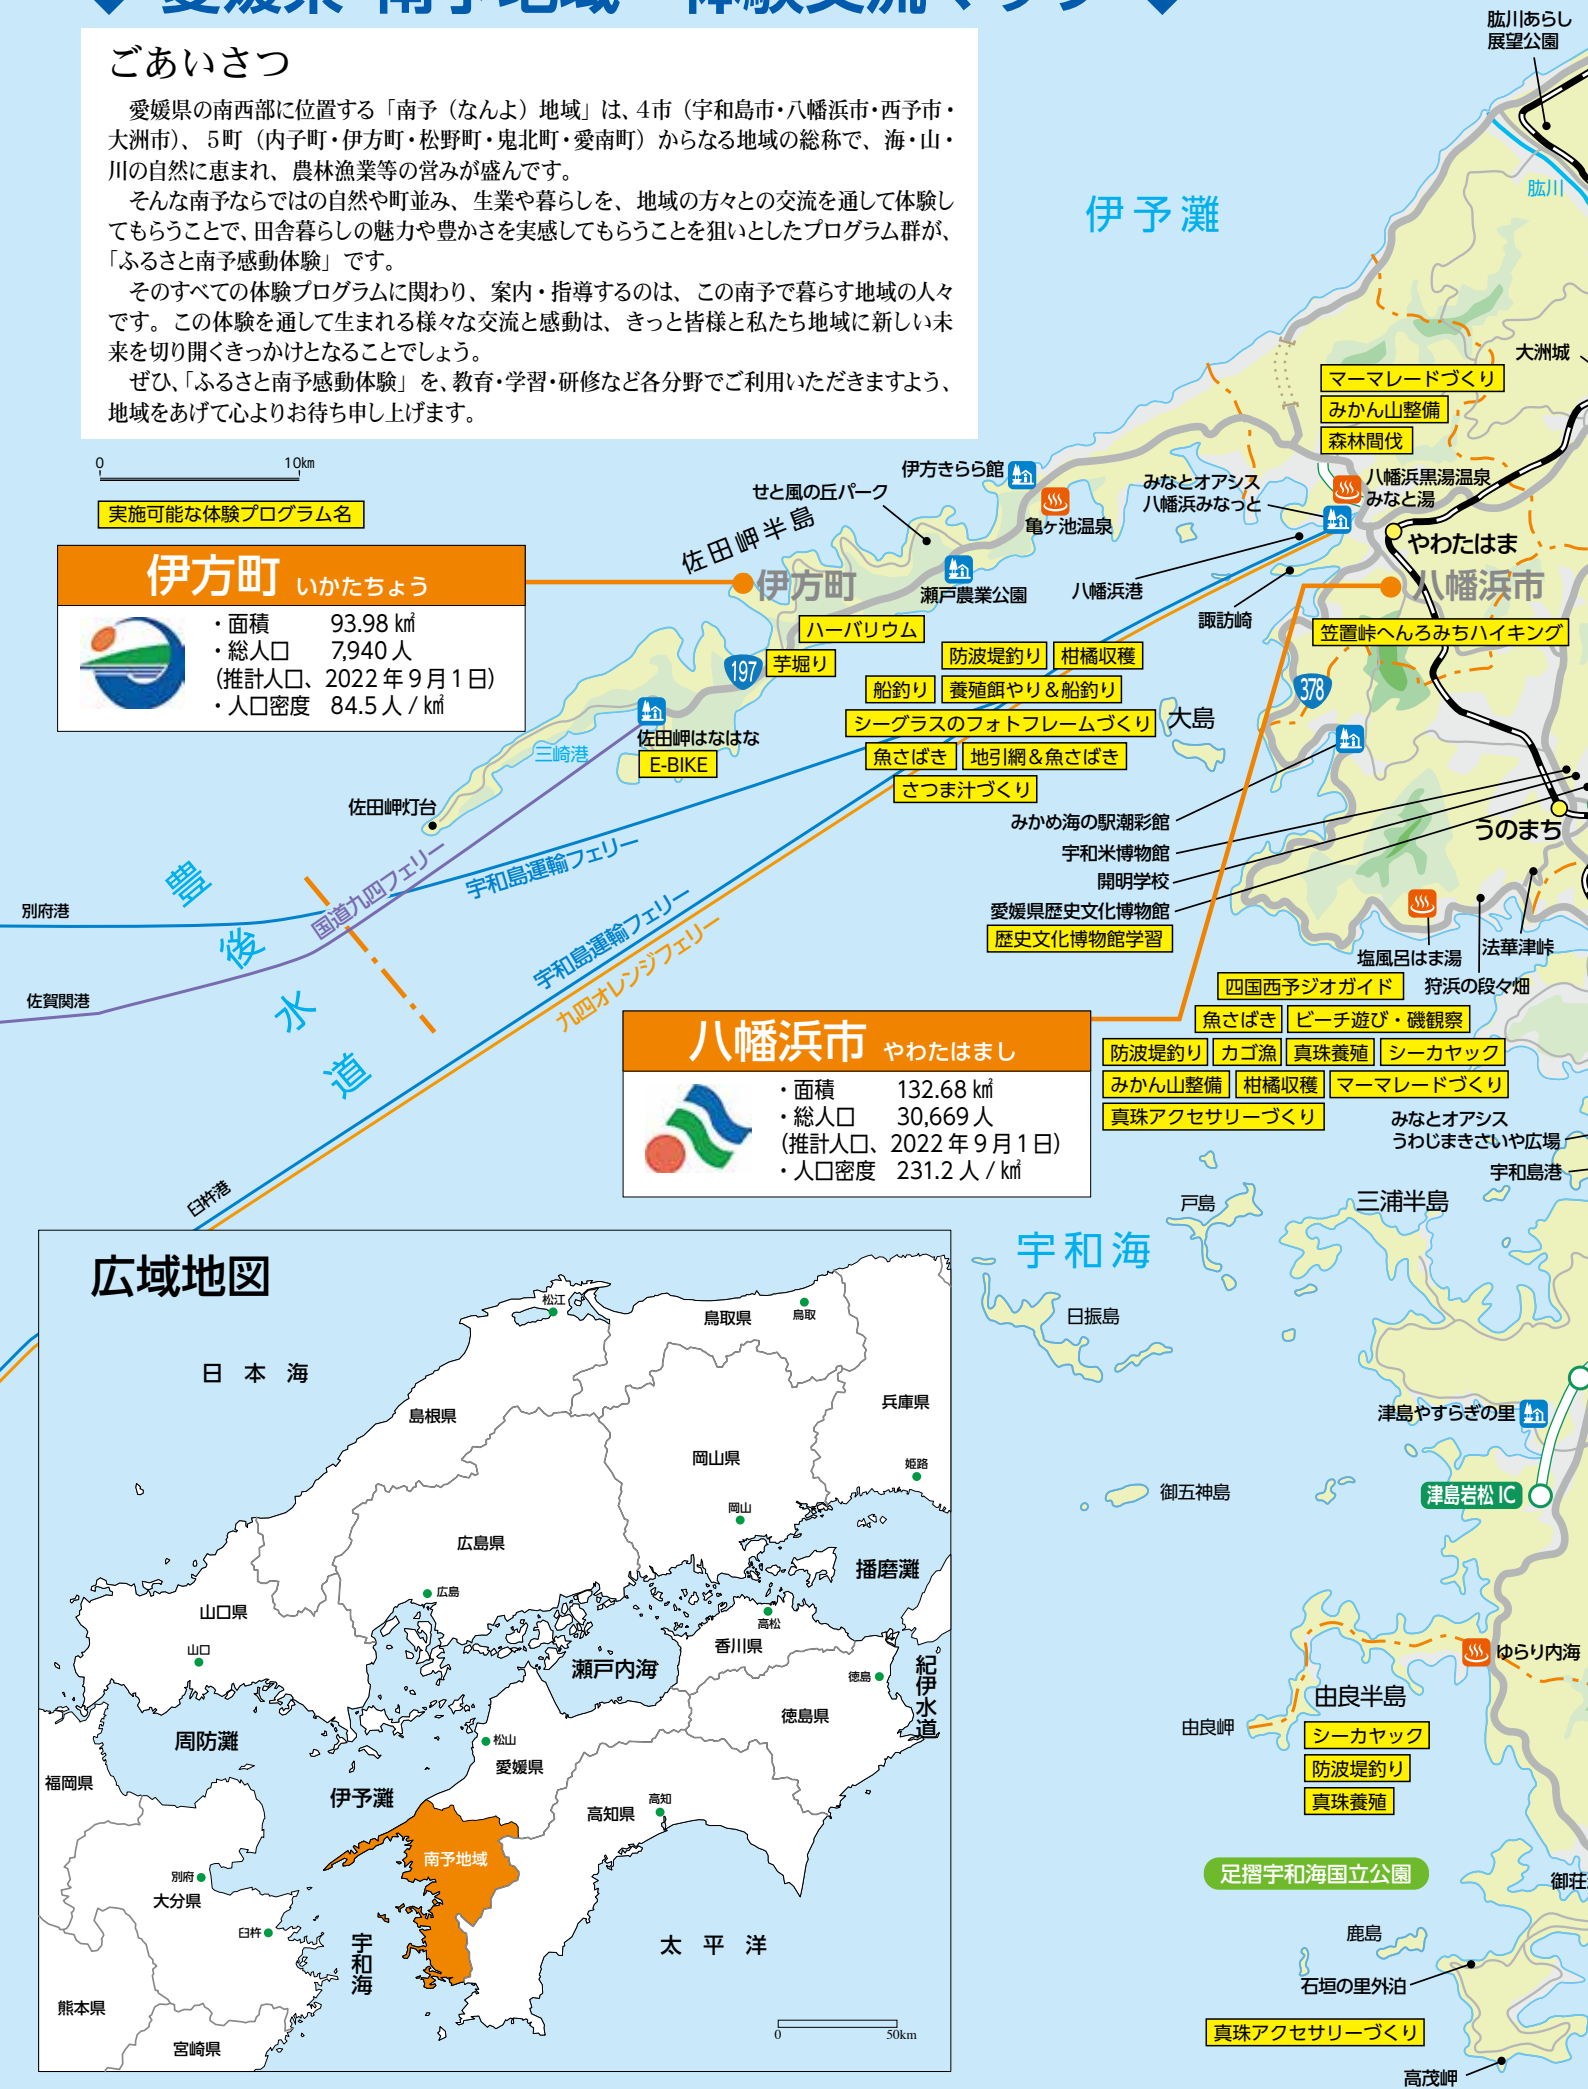 ◆ 愛媛県 南予地域 体験交流マップ ◆
ごあいさつ
愛媛県の南西部に位置する「南予（なんよ）地域」は、4市（宇和島市・八幡浜市・西予市・
大洲市）、5町（内子町・伊方町・松野町・鬼北町・愛南町）からなる地域の総称で、海・山・
川の自然に恵まれ、農林漁業等の営みが盛んです。
そんな南予ならではの自然や町並み、生業や暮らしを、地域の方々との交流を通して体験し
てもらうことで、田舎暮らしの魅力や豊かさを実感してもらうことを狙いとしたプログラム群が、
「ふるさと南予感動体験」です。
そのすべての体験プログラムに関わり、案内・指導するのは、この南予で暮らす地域の人々
です。この体験を通して生まれる様々な交流と感動は、きっと皆様と私たち地域に新しい未
来を切り開くきっかけとなることでしょう。
ぜひ、「ふるさと南予感動体験」を、教育・学習・研修など各分野でご利用いただきますよう、
地域をあげて心よりお待ち申し上げます。
0 10km
実施可能な体験プログラム名
伊方町 いかたちょう
・面積 93.98 ㎢
・総人口 7,940 人
（推計人口、2022 年 9 月 1 日）
・人口密度 84.5 人 / ㎢
肱川あらし
展望公園
肱川
伊予灘
大洲城
マーマレードづくり
みかん山整備
森林間伐
八幡浜黒湯温泉
みなと湯
みなとオアシス
八幡浜みなっと
伊方きらら館
亀ヶ池温泉
せと風の丘パーク
佐田岬半島
伊方町
瀬戸農業公園
八幡浜港
諏訪崎
やわたはま
八幡浜市
笠置峠へんろみちハイキング
ハーバリウム
芋堀り
197
378
防波堤釣り
柑橘収穫
船釣り
養殖餌やり＆船釣り
シーグラスのフォトフレームづくり
魚さばき
地引網＆魚さばき
さつま汁づくり
大島
佐田岬はなはな
E-BIKE
三崎港
佐田岬灯台
みかめ海の駅潮彩館
宇和米博物館
開明学校
愛媛県歴史文化博物館
歴史文化博物館学習
うのまち
塩風呂はま湯
法華津峠
狩浜の段々畑
四国西予ジオガイド
魚さばき
ビーチ遊び・磯観察
防波堤釣り
カゴ漁
真珠養殖
シーカヤック
みかん山整備
柑橘収穫
マーマレードづくり
真珠アクセサリーづくり
豊後水道
別府港
佐賀関港
臼杵港
国道九四フェリー
宇和島運輸フェリー
宇和島運輸フェリー
九四オレンジフェリー
八幡浜市 やわたはまし
・面積 132.68 ㎢
・総人口 30,669 人
（推計人口、2022 年 9 月 1 日）
・人口密度 231.2 人 / ㎢
みなとオアシス
うわじまきさいや広場
宇和島港
戸島
三浦半島
宇和海
日振島
津島やすらぎの里
津島岩松 IC
御五神島
ゆらり内海
由良半島
由良岬
シーカヤック
防波堤釣り
真珠養殖
足摺宇和海国立公園
御荘
鹿島
石垣の里外泊
真珠アクセサリーづくり
高茂岬
広域地図
日本海
松江
鳥取県
鳥取
島根県
兵庫県
岡山県
姫路
岡山
広島県
広島
播磨灘
山口県
山口
高松
香川県
瀬戸内海
徳島
紀伊水道
徳島県
周防灘
松山
愛媛県
福岡県
伊予灘
高知県
高知
南予地域
別府
大分県
臼杵
宇和海
太平洋
熊本県
宮崎県
0 50km